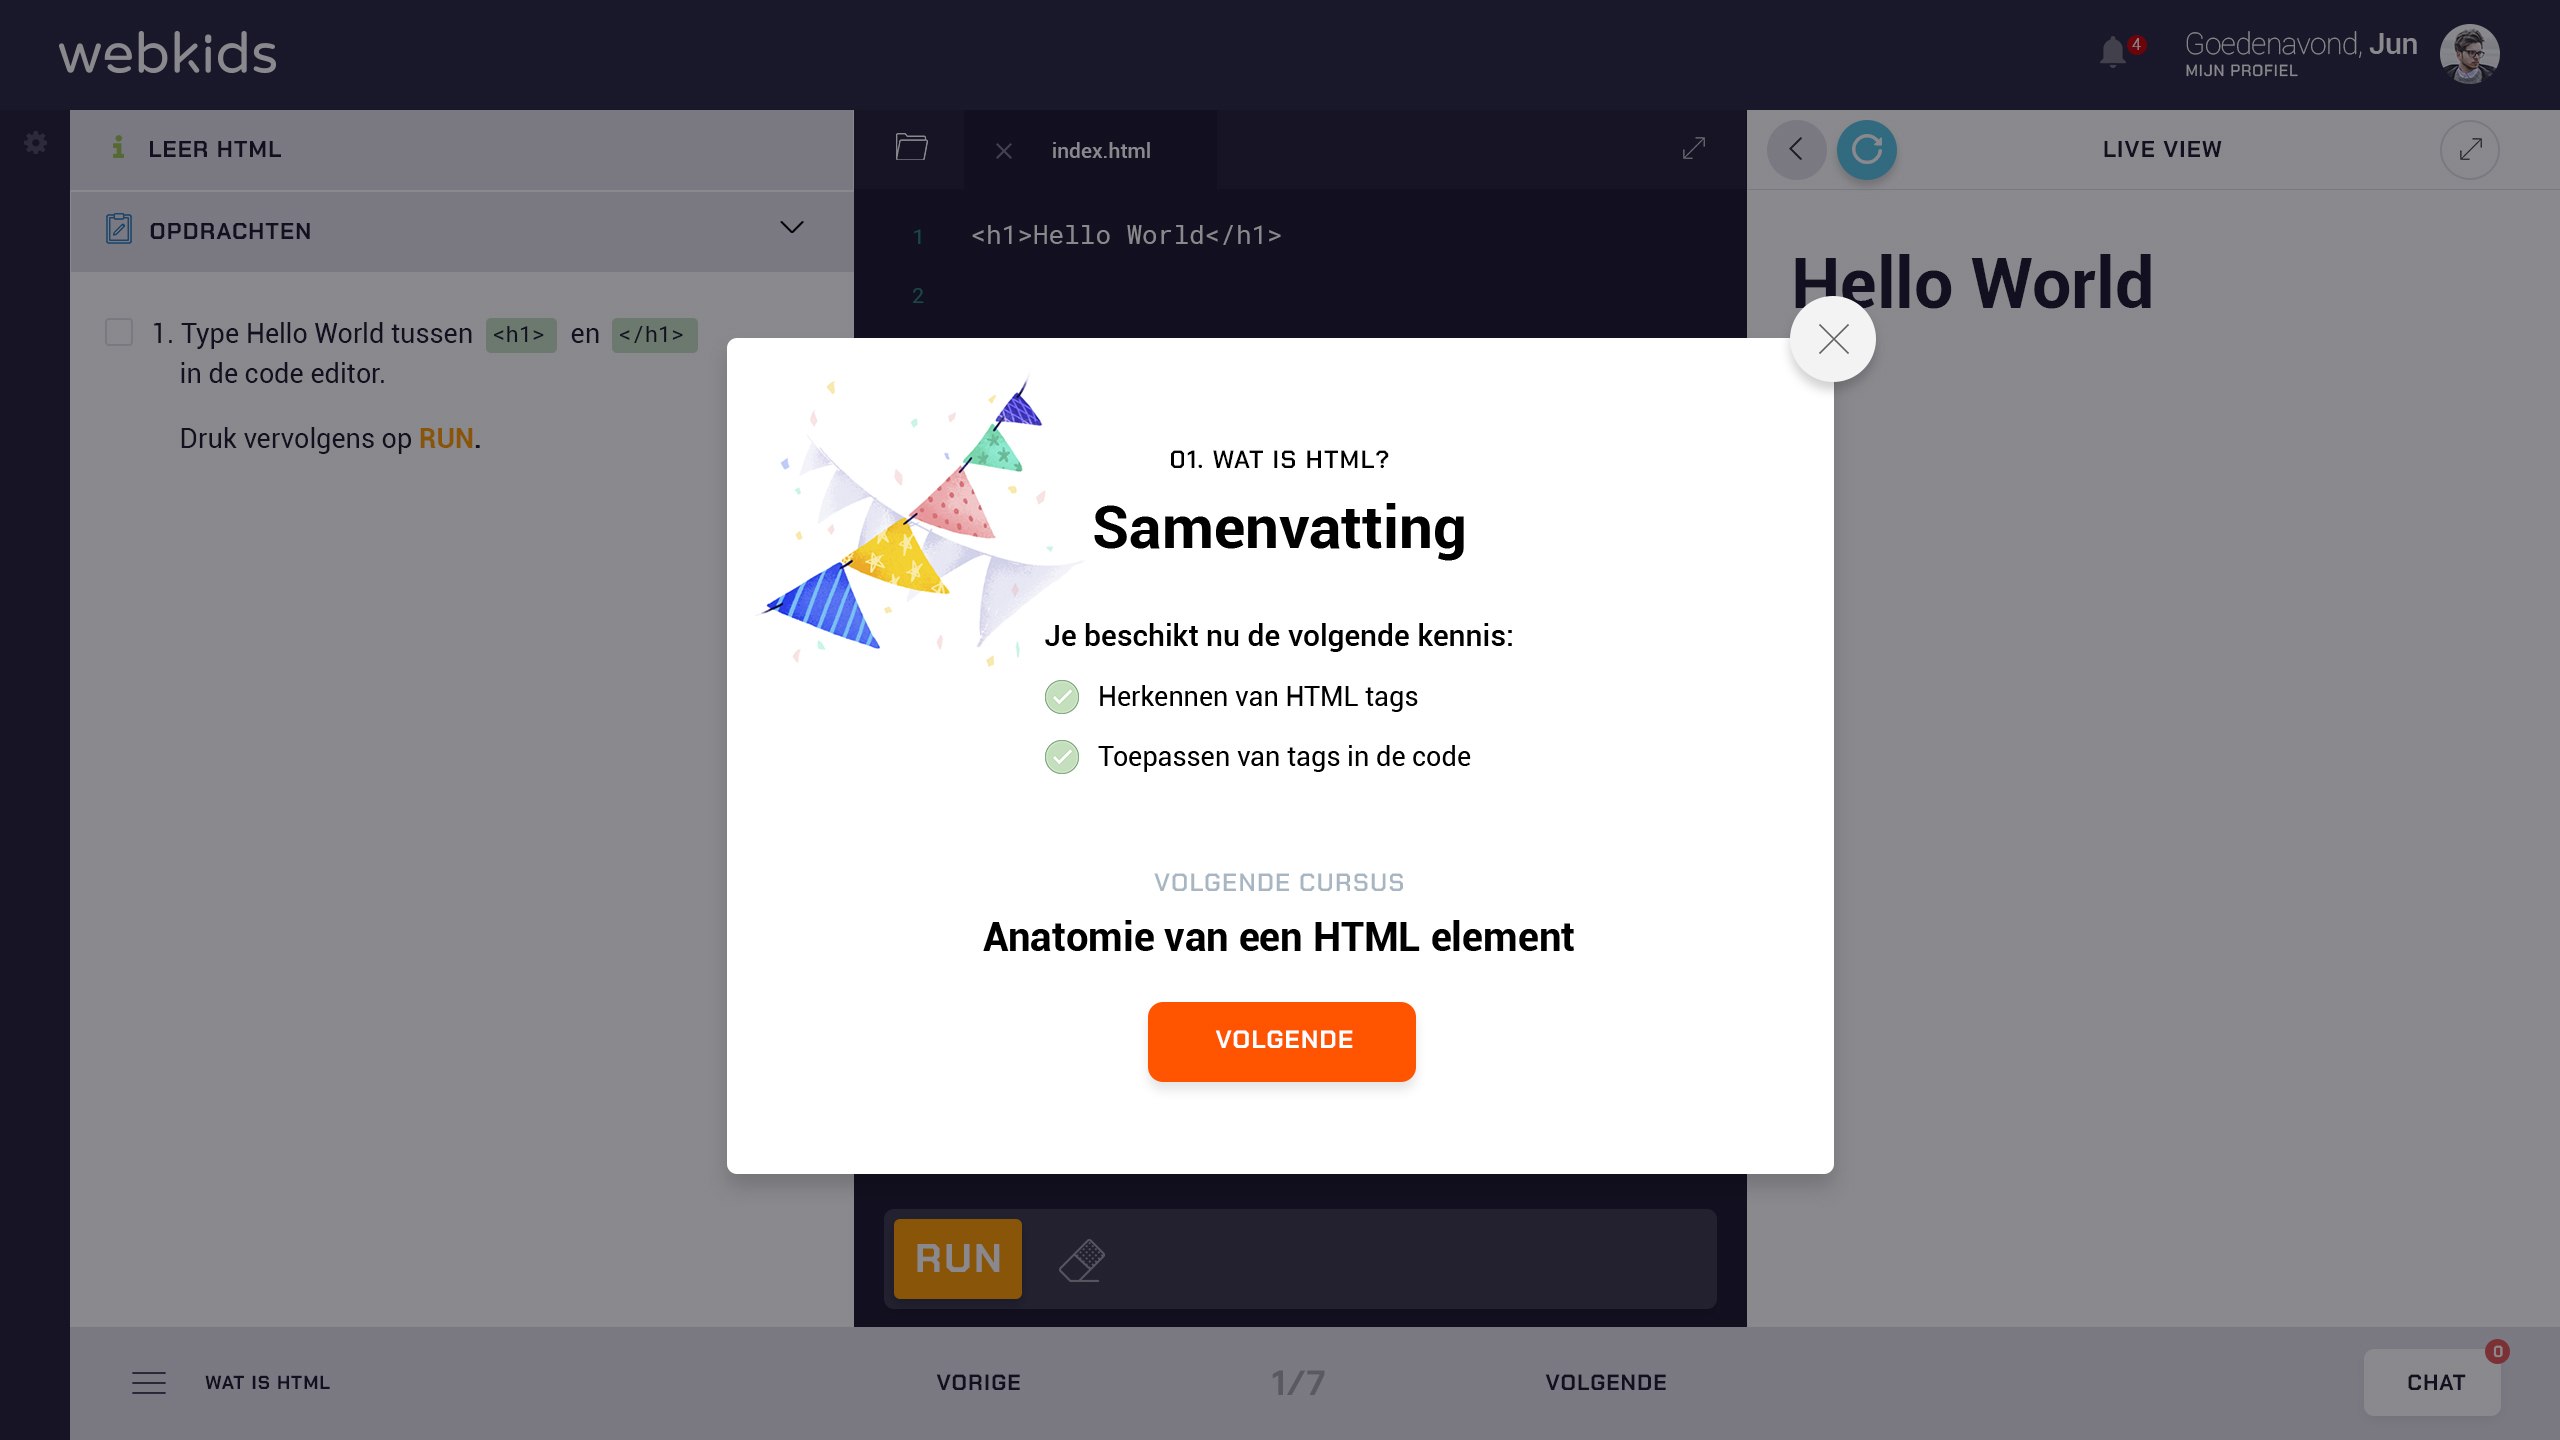 webkids
4
Goedenavond, Jun
MIJN PROFIEL
LEER HTML
index.html
LIVE VIEW
OPDRACHTEN
1 <h1>Hello World</h1>
2
Hello World
1. Type Hello World tussen <h1> en </h1>
in de code editor.
Druk vervolgens op RUN.
01. WAT IS HTML?
Samenvatting
Je beschikt nu de volgende kennis:
Herkennen van HTML tags
Toepassen van tags in de code
VOLGENDE CURSUS
Anatomie van een HTML element
VOLGENDE
RUN
WAT IS HTML
VORIGE
1/7
VOLGENDE
CHAT
0